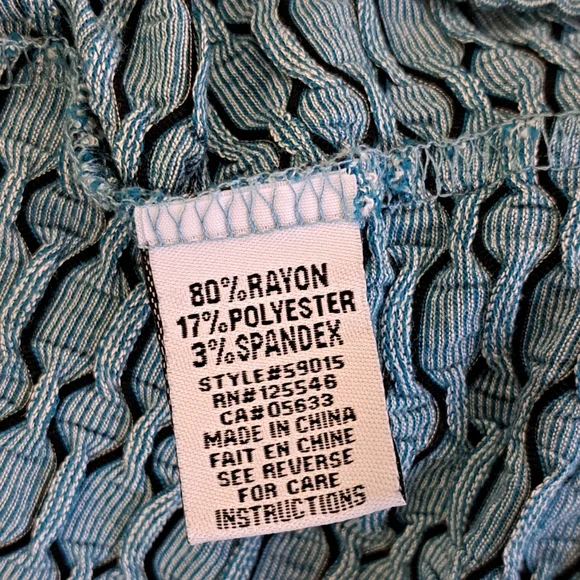 80%RAYON
17%POLYESTER
3%SPANDEX
STYLE#59015
RN#125546
CA#05633
MADE IN CHINA
FAIT EN CHINE
SEE REVERSE
FOR CARE
INSTRUCTIONS